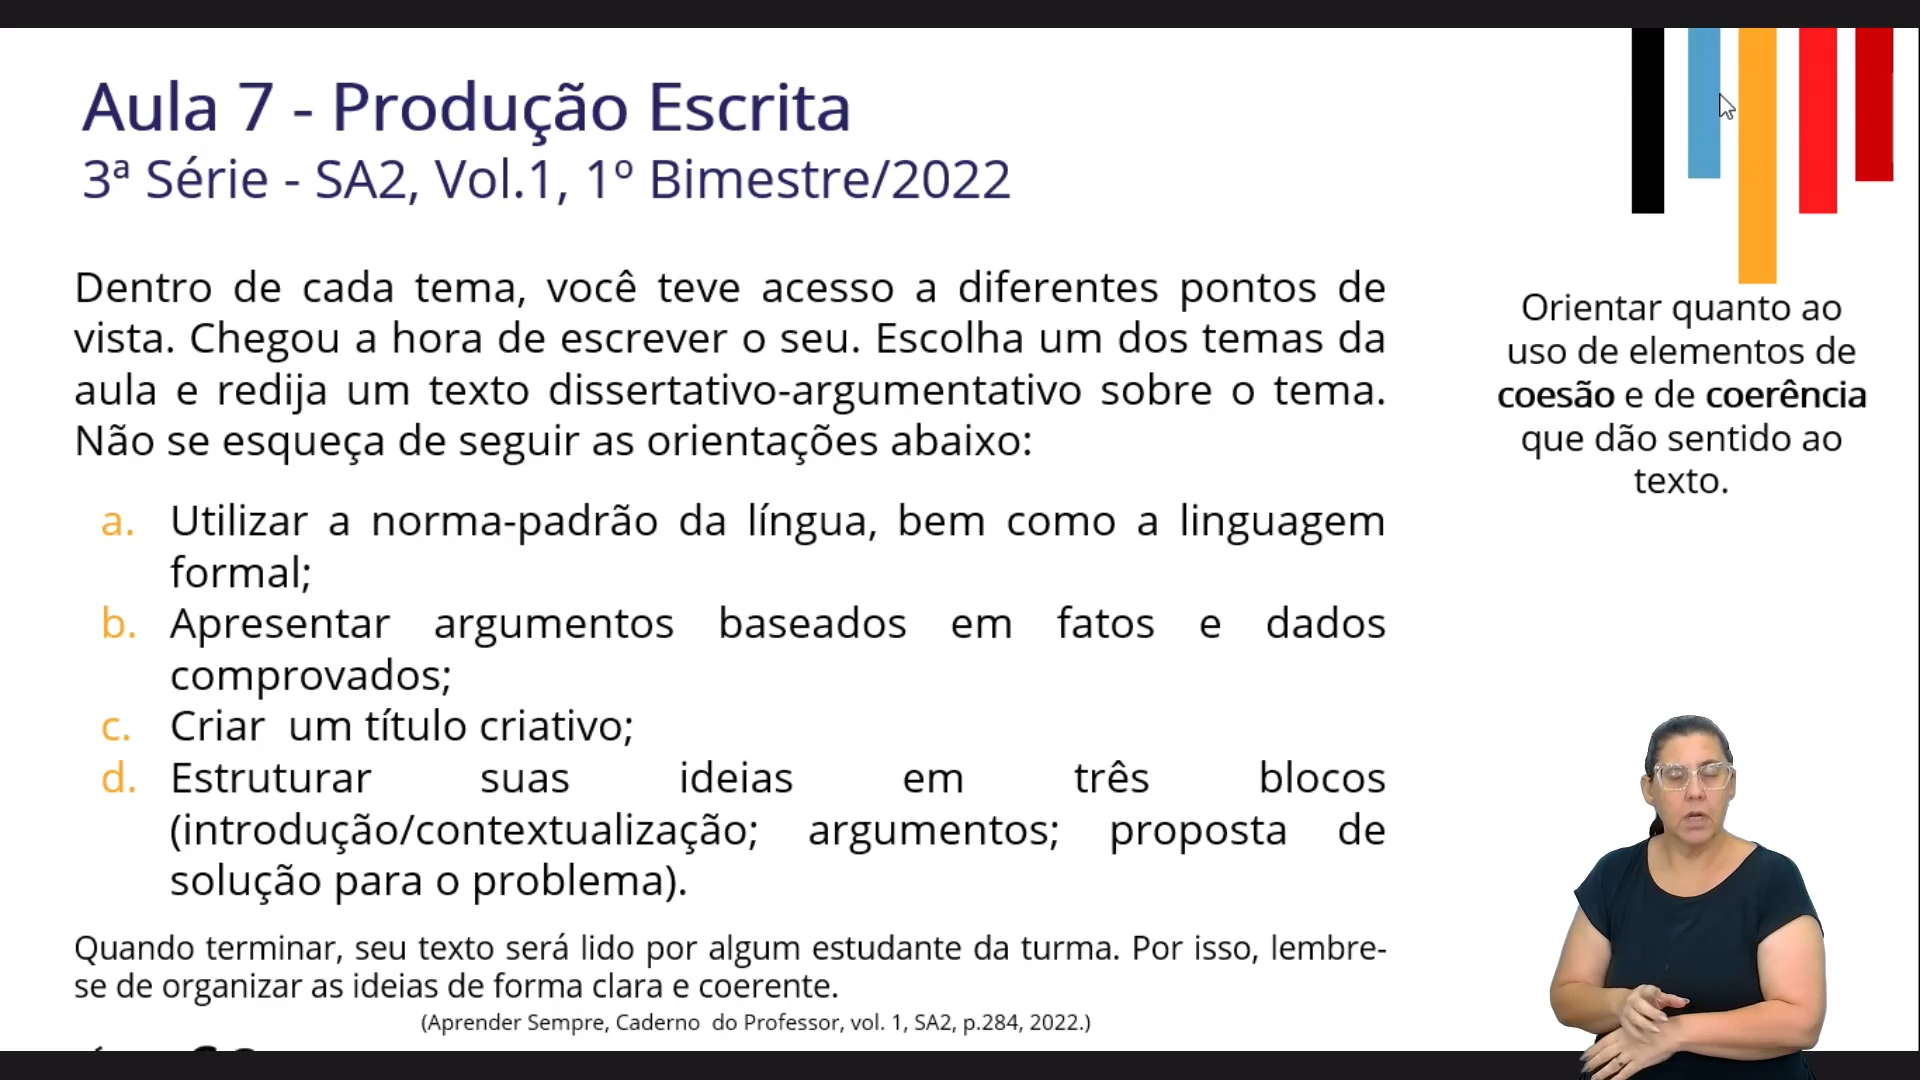 Aula 7 - Produção Escrita
3ª Série - SA2, Vol.1, 1º Bimestre/2022
Dentro de cada tema, você teve acesso a diferentes pontos de
vista. Chegou a hora de escrever o seu. Escolha um dos temas da
aula e redija um texto dissertativo-argumentativo sobre o tema.
Não se esqueça de seguir as orientações abaixo:
a. Utilizar a norma-padrão da língua, bem como a linguagem
formal;
b. Apresentar argumentos baseados em fatos e dados
comprovados;
c. Criar um título criativo;
d. Estruturar suas ideias em três blocos
(introdução/contextualização; argumentos; proposta de
solução para o problema).
Quando terminar, seu texto será lido por algum estudante da turma. Por isso, lembre-
se de organizar as ideias de forma clara e coerente.
(Aprender Sempre, Caderno do Professor, vol. 1, SA2, p.284, 2022.)
Orientar quanto ao
uso de elementos de
coesão e de coerência
que dão sentido ao
texto.